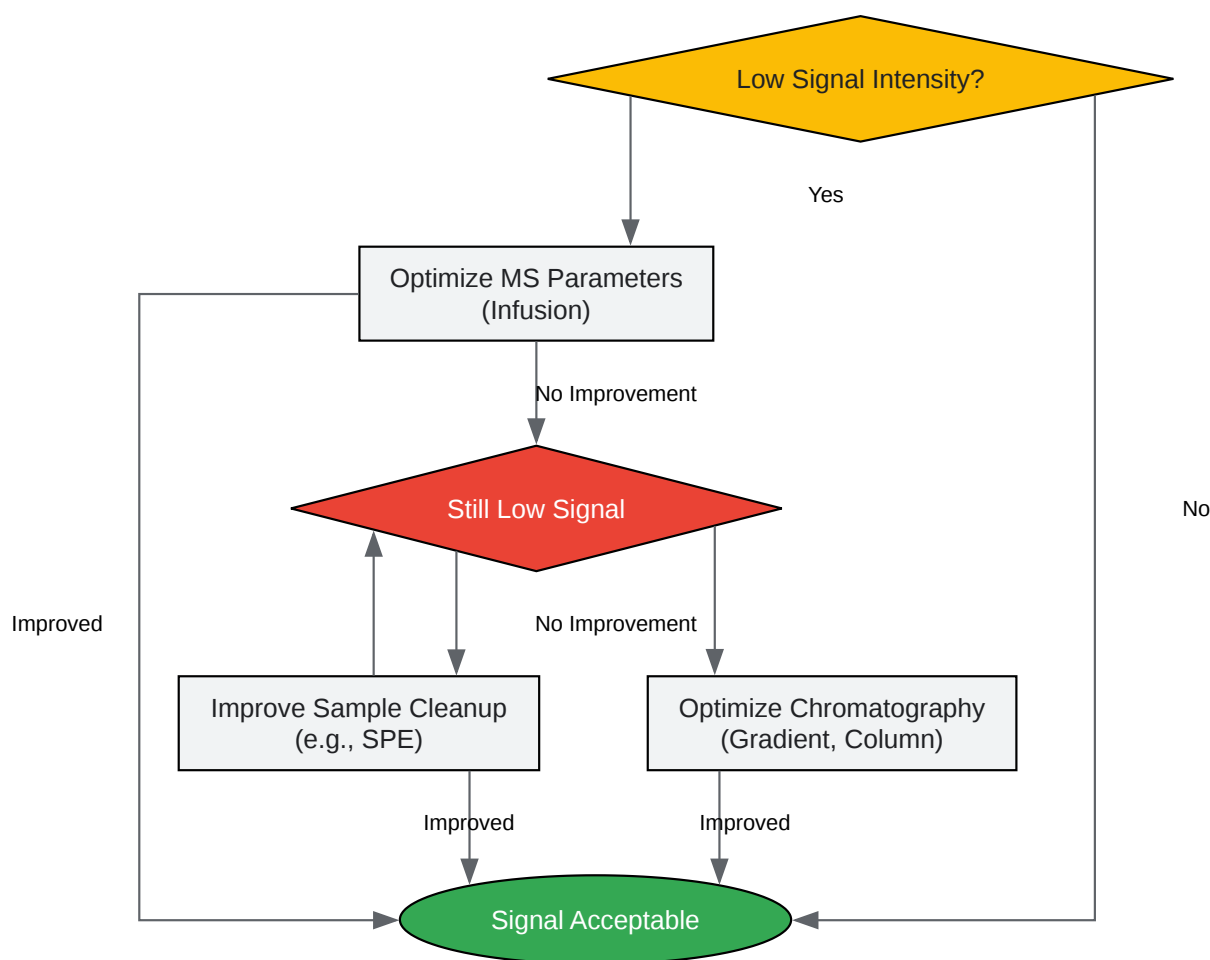 Low Signal Intensity?
Yes
Optimize MS Parameters
(Infusion)
No Improvement
Still Low Signal
No
Improved
No Improvement
Improve Sample Cleanup
(e.g., SPE)
Optimize Chromatography
(Gradient, Column)
Improved
Improved
Signal Acceptable